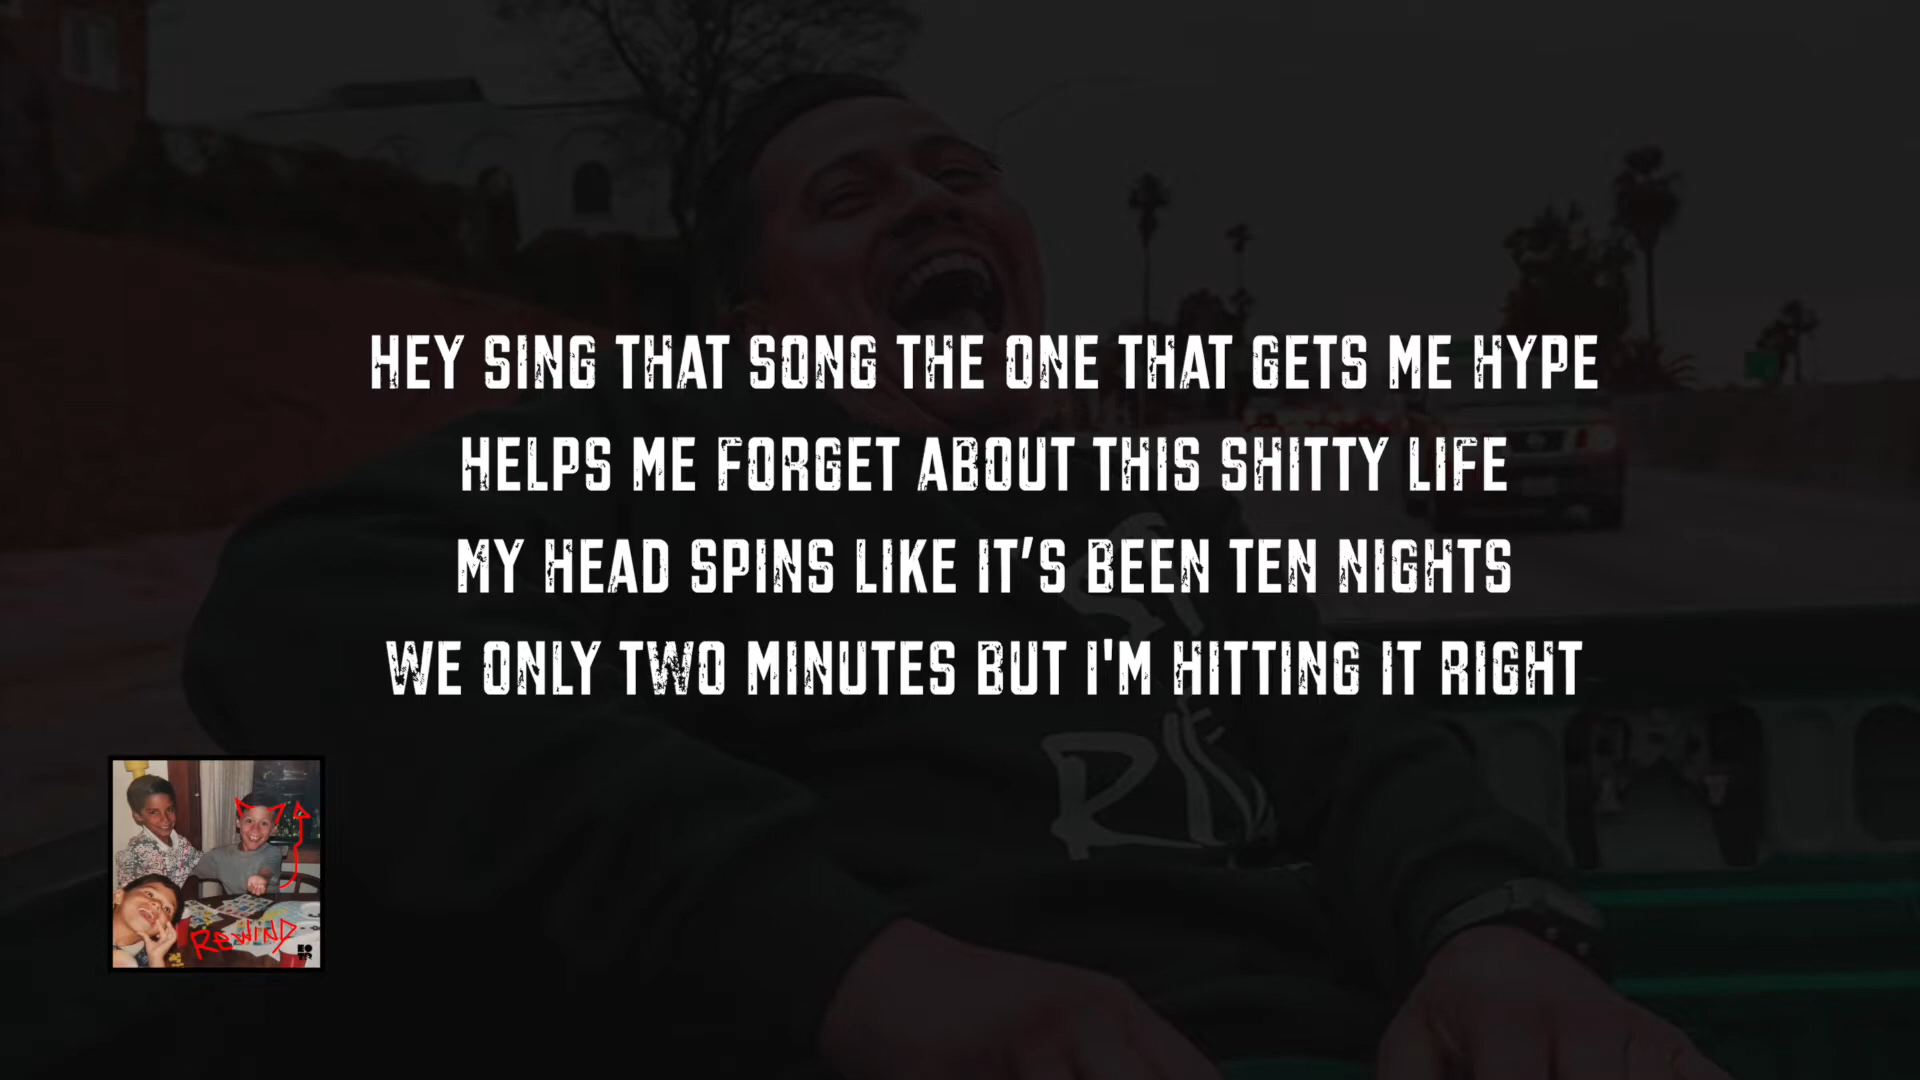 HEY SING THAT SONG THE ONE THAT GETS ME HYPE
HELPS ME FORGET ABOUT THIS SHITTY LIFE
MY HEAD SPINS LIKE IT’S BEEN TEN NIGHTS
WE ONLY TWO MINUTES BUT I'M HITTING IT RIGHT
REWIND